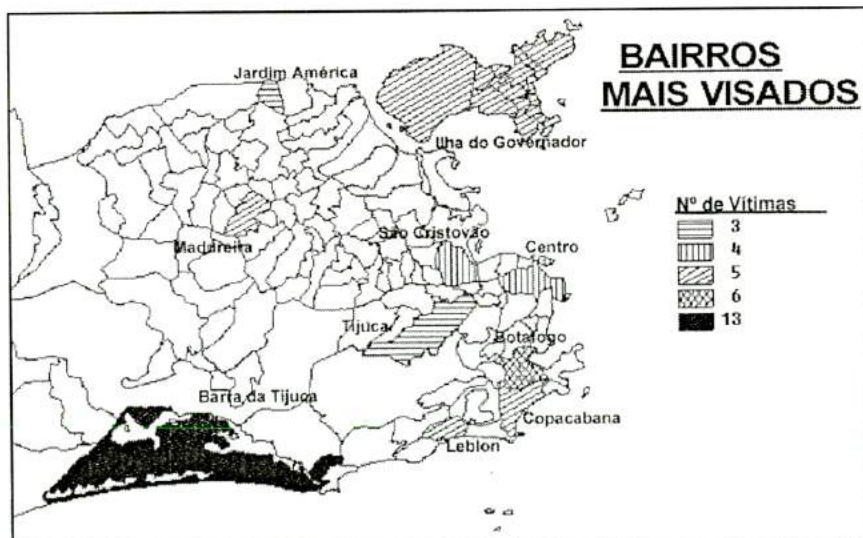 BAIRROS
MAIS VISADOS
Jardim América
Ilha do Governador
Nº de Vítimas
3
4
5
6
13
São Cristovão
Centro
Madureira
Tijuca
Botafogo
Barra da Tijuca
Copacabana
Leblon